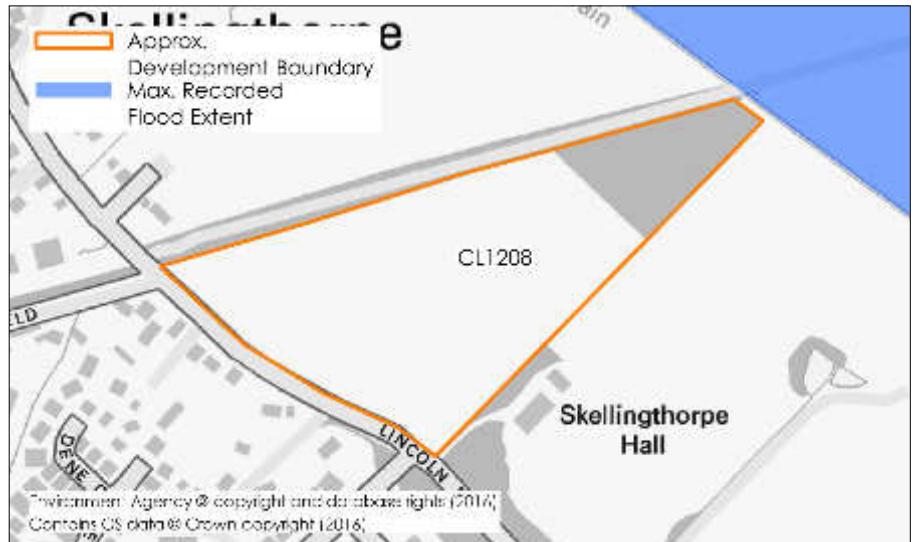 Skellingthorpe
Approx.
Development Boundary
Max. Recorded
Flood Extent
CL1208
Skellingthorpe
Hall
LINCOLN
DENE
Environment Agency © copyright and database rights (2016)
Contains OS data © Crown copyright (2016)